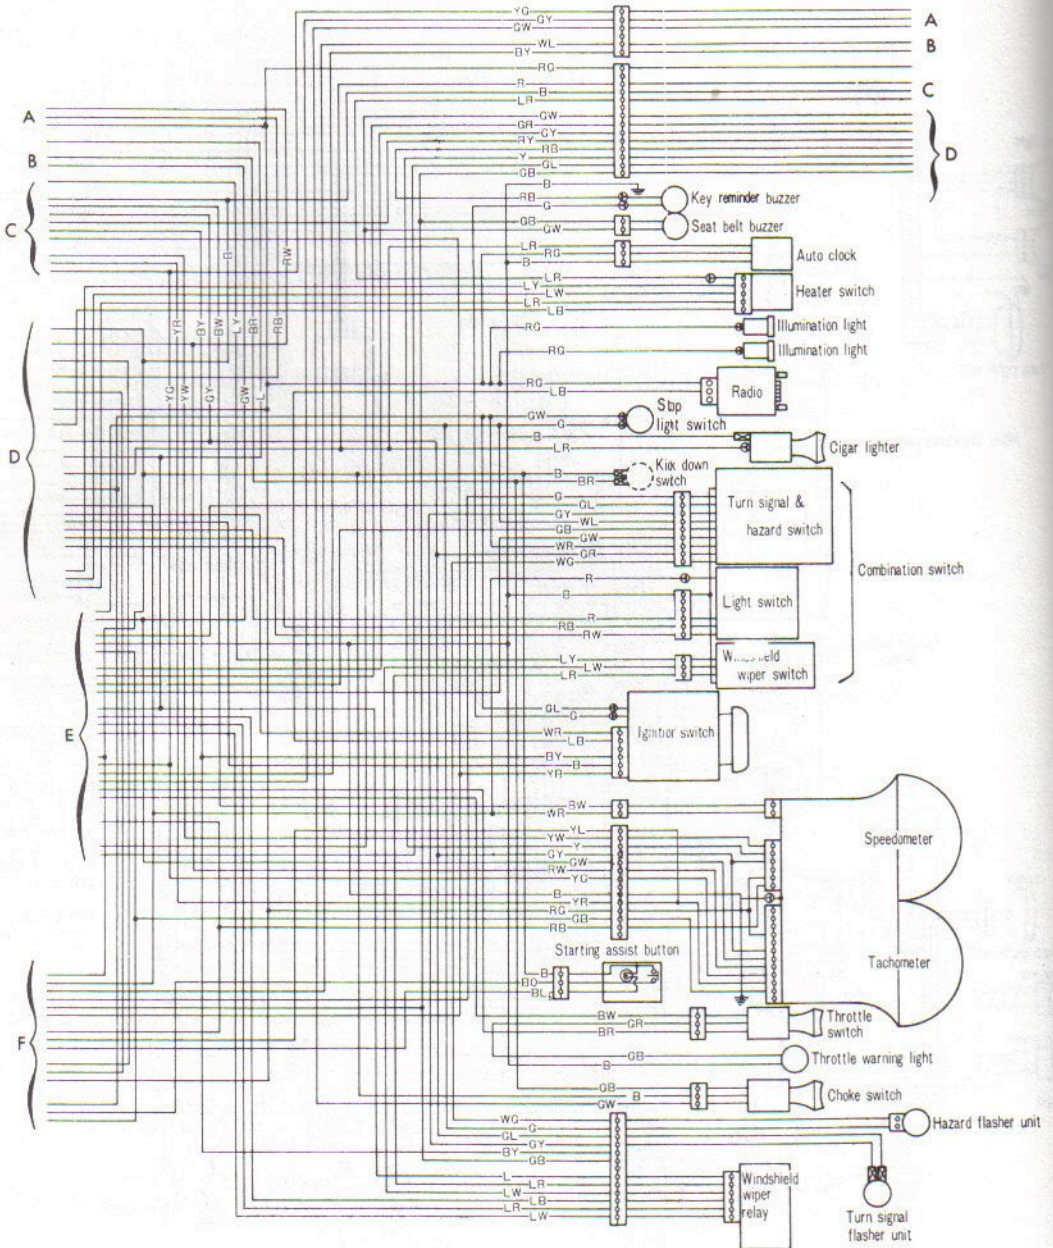 YG
GY
GW
A
WL
BY
B
RG
R
B
LR
C
GW
GR
GY
RY
RB
Y
GL
GB
D
A
B
C
B
RB
G
Key reminder buzzer
GB
GW
Seat belt buzzer
LR
RG
B
Auto clock
LR
LY
LW
LR
LB
Heater switch
B
RW
YR
BY
BW
LY
BR
RB
RG
Illumination light
RG
Illumination light
YG
YW
GY
GW
L
RG
LB
Radio
GW
G
Stop
light switch
B
LR
Cigar lighter
D
B
BR
Kick down
switch
G
GL
GY
WL
GB
GW
WR
GR
WG
Turn signal &
hazard switch
Combination switch
R
B
R
RB
RW
Light switch
LY
LW
LR
Windshield
wiper switch
E
GL
G
WR
LB
BY
B
YR
Ignition switch
BW
WR
YL
YW
Y
GY
GW
RW
YG
B
YR
RG
GB
RB
Speedometer
Tachometer
Starting assist button
B
BL
F
BW
GR
BR
Throttle
switch
GB
B
Throttle warning light
GB
B
GW
Choke switch
WG
G
GL
GY
BY
GB
Hazard flasher unit
L
LR
LW
LB
LR
LW
Windshield
wiper
relay
Turn signal
flasher unit